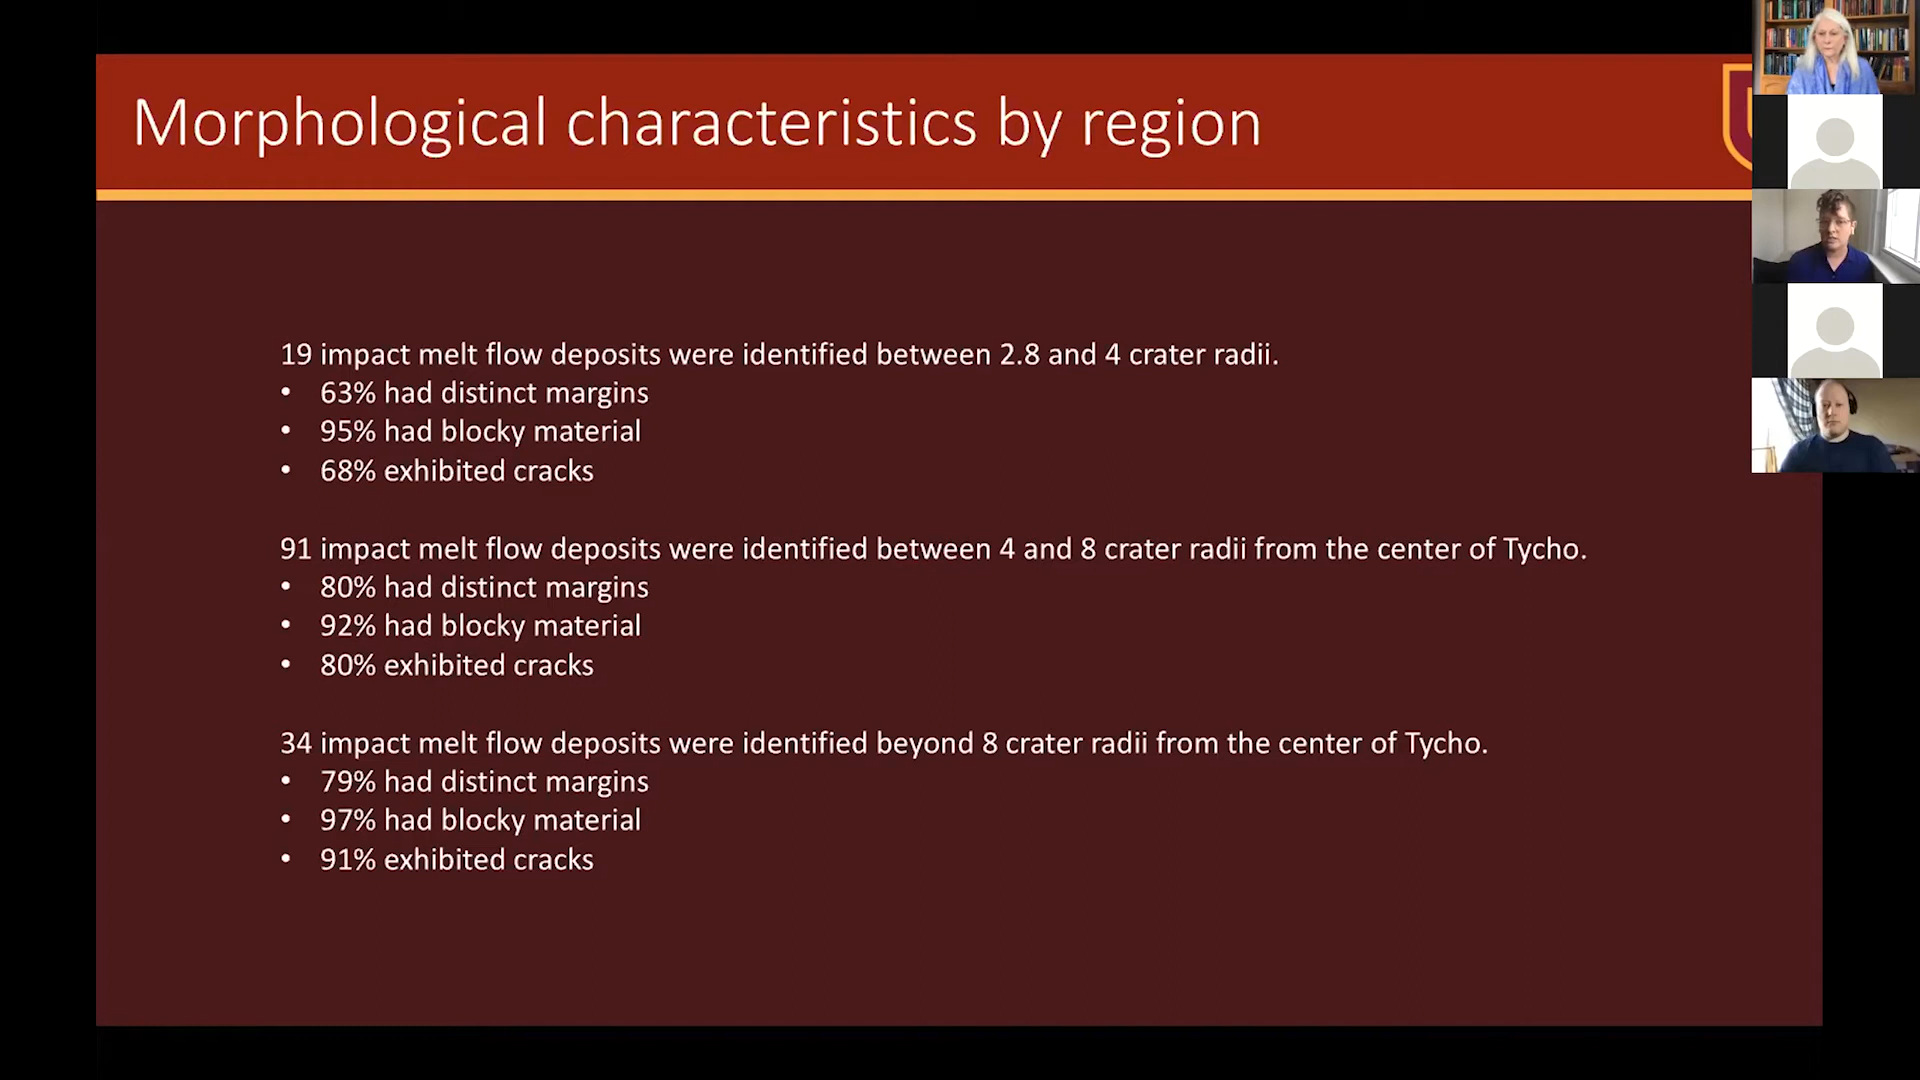 Morphological characteristics by region
19 impact melt flow deposits were identified between 2.8 and 4 crater radii.
• 63% had distinct margins
• 95% had blocky material
• 68% exhibited cracks
91 impact melt flow deposits were identified between 4 and 8 crater radii from the center of Tycho.
• 80% had distinct margins
• 92% had blocky material
• 80% exhibited cracks
34 impact melt flow deposits were identified beyond 8 crater radii from the center of Tycho.
• 79% had distinct margins
• 97% had blocky material
• 91% exhibited cracks